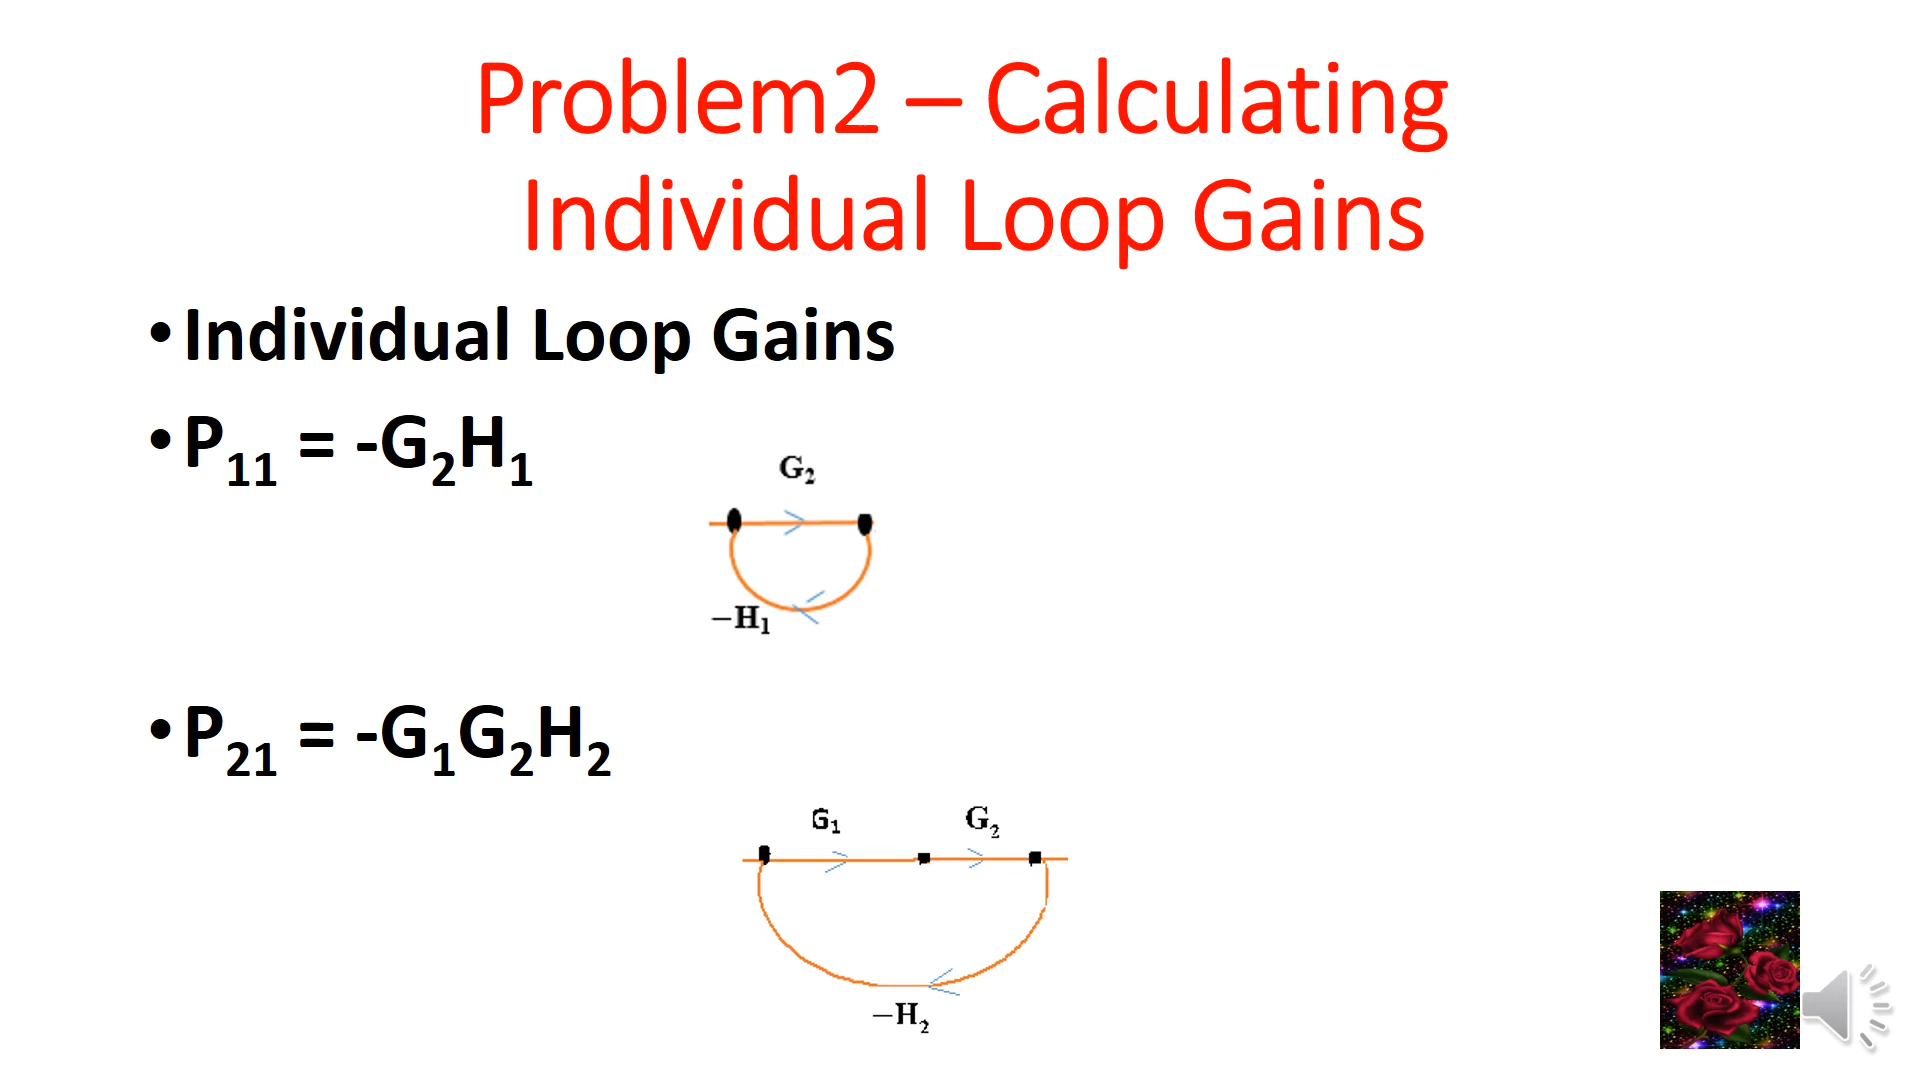 Problem2 – Calculating
Individual Loop Gains
•Individual Loop Gains
•P₁₁ = -G₂H₁
G₂
−H₁
•P₂₁ = -G₁G₂H₂
G₁ G₂
−H₂